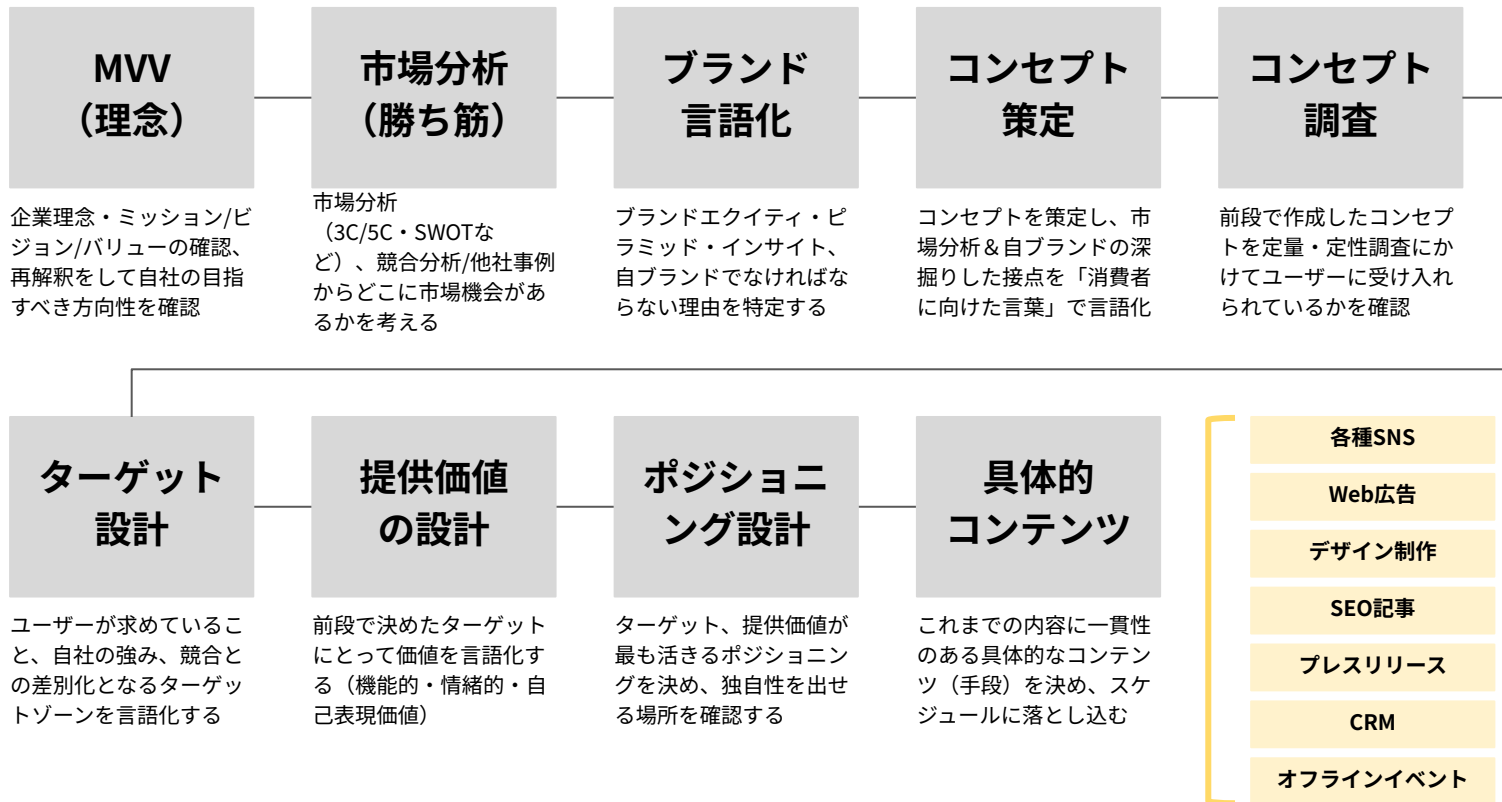 MVV
（理念）
企業理念・ミッション/ビ
ジョン/バリューの確認、
再解釈をして自社の目指
すべき方向性を確認
市場分析
（勝ち筋）
市場分析
（3C/5C・SWOTな
ど）、競合分析/他社事例
からどこに市場機会があ
るかを考える
ブランド
言語化
ブランドエクイティ・ピ
ラミッド・インサイト、
自ブランドでなければな
らない理由を特定する
コンセプト
策定
コンセプトを策定し、市
場分析＆自ブランドの深
掘りした接点を「消費者
に向けた言葉」で言語化
コンセプト
調査
前段で作成したコンセプ
トを定量・定性調査にか
けてユーザーに受け入れ
られているかを確認
ターゲット
設計
ユーザーが求めているこ
と、自社の強み、競合と
の差別化となるターゲッ
トゾーンを言語化する
提供価値
の設計
前段で決めたターゲット
にとって価値を言語化す
る（機能的・情緒的・自
己表現価値）
ポジショニ
ング設計
ターゲット、提供価値が
最も活きるポジショニン
グを決め、独自性を出せ
る場所を確認する
具体的
コンテンツ
これまでの内容に一貫性
のある具体的なコンテン
ツ（手段）を決め、スケ
ジュールに落とし込む
各種SNS
Web広告
デザイン制作
SEO記事
プレスリリース
CRM
オフラインイベント